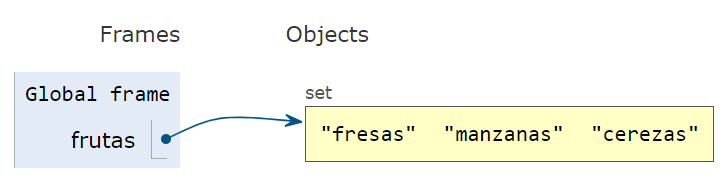 Frames Objects
Global frame
frutas
set
"fresas" "manzanas" "cerezas"